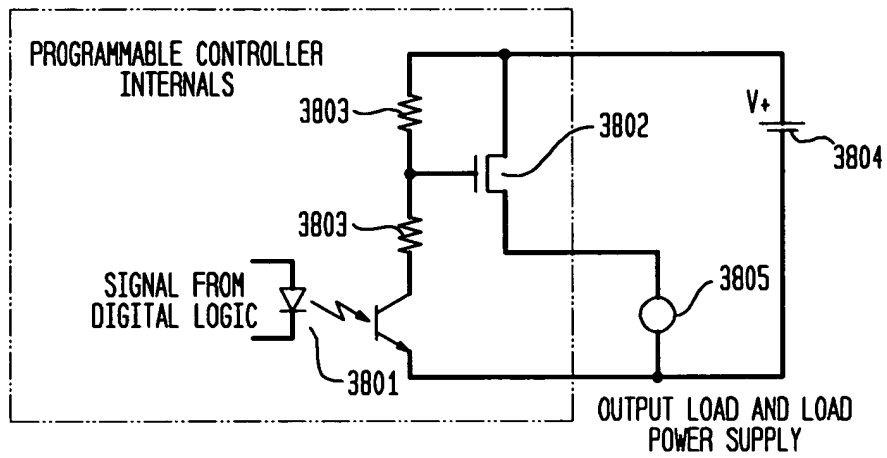 PROGRAMMABLE CONTROLLER
INTERNALS
3803
3802
V+
3804
3803
3805
SIGNAL FROM
DIGITAL LOGIC
3801
OUTPUT LOAD AND LOAD
POWER SUPPLY